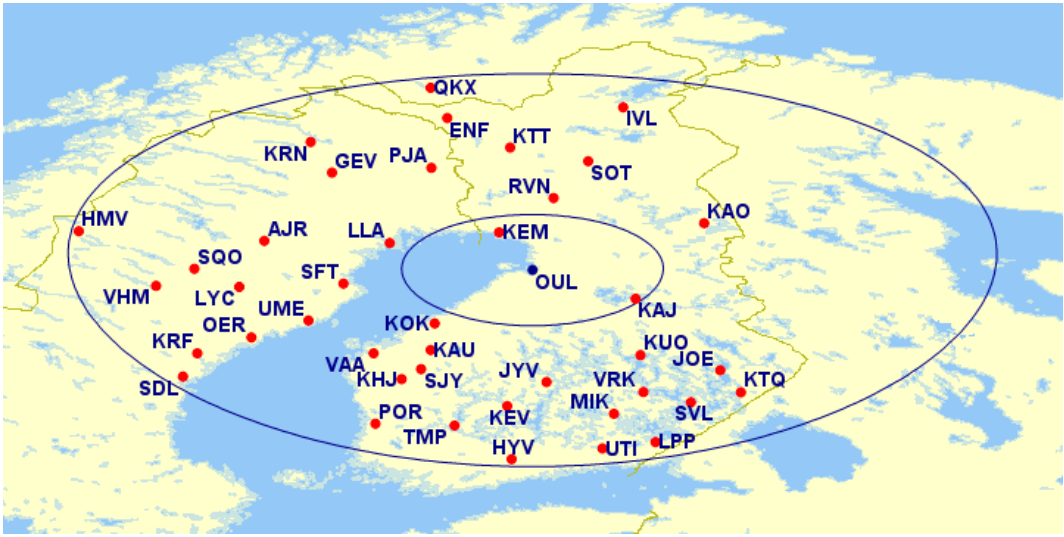 QKX
IVL
ENF
KTT
KRN
PJA
GEV
SOT
RVN
HMV
KAO
AJR
LLA
KEM
SQO
SFT
OUL
VHM
LYC
UME
KAJ
OER
KOK
KRF
VAA
KAU
KUO
JOE
SDL
KHJ
SJY
JYV
VRK
KTQ
POR
KEV
MIK
SVL
TMP
HYV
UTI
LPP